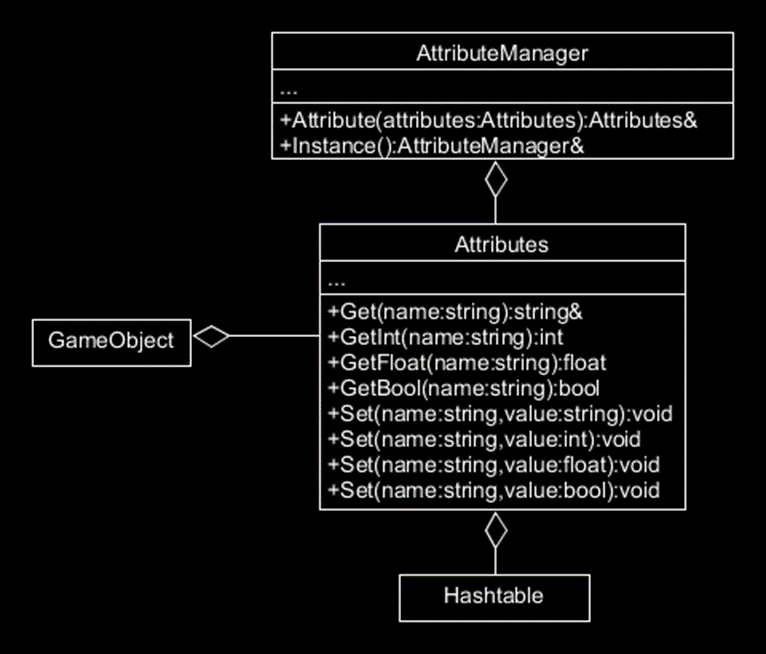 AttributeManager
...
+Attribute(attributes:Attributes):Attributes&
+Instance():AttributeManager&
Attributes
...
+Get(name:string):string&
+GetInt(name:string):int
+GetFloat(name:string):float
+GetBool(name:string):bool
+Set(name:string,value:string):void
+Set(name:string,value:int):void
+Set(name:string,value:float):void
+Set(name:string,value:bool):void
GameObject
Hashtable